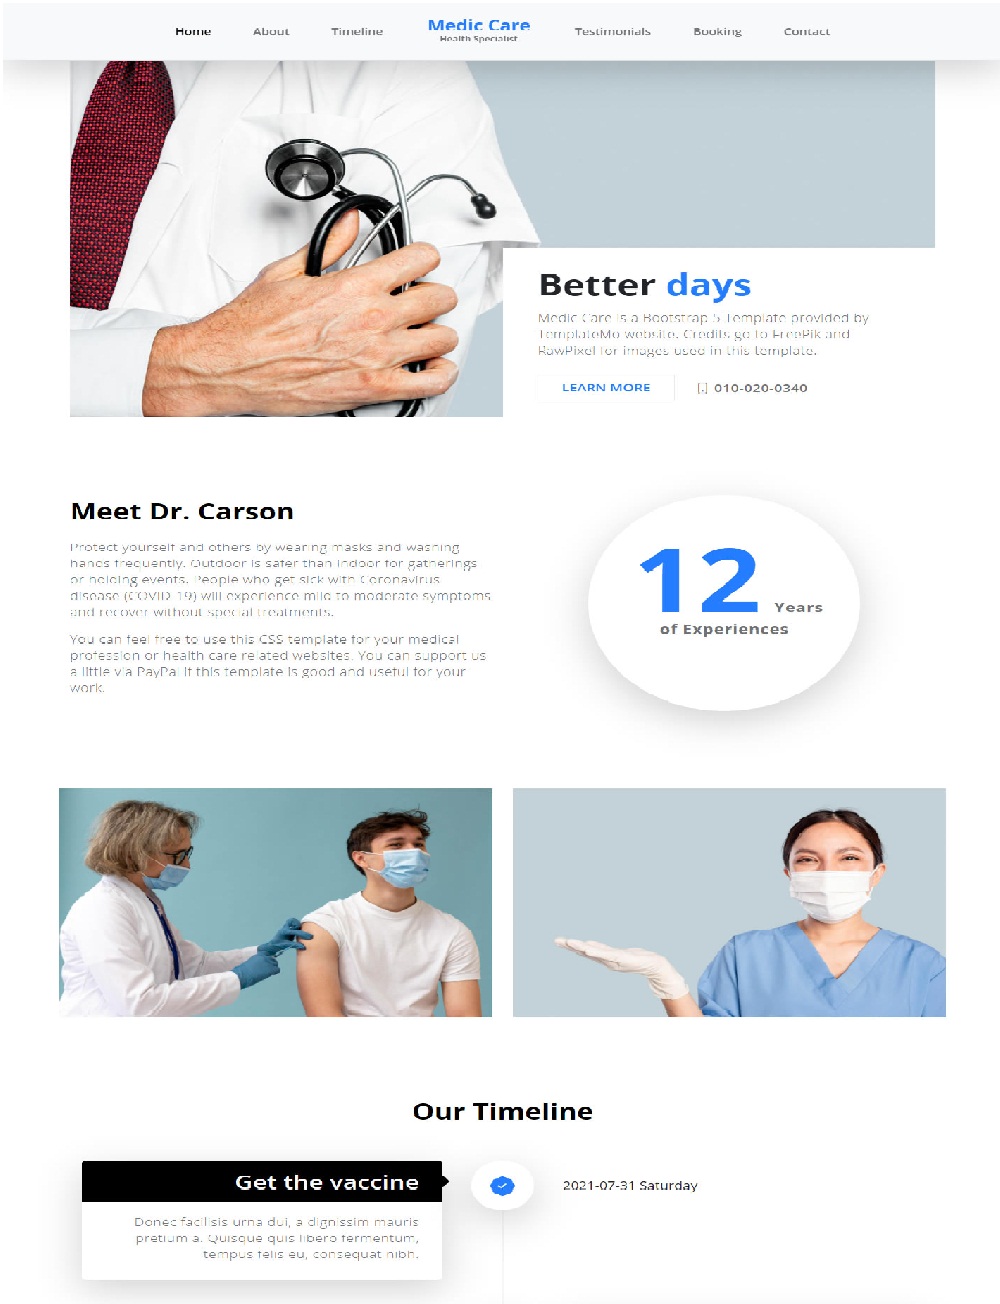 Home
About
Timeline
Medic Care
Health Specialist
Testimonials
Booking
Contact
Better days
Medic Care is a Bootstrap 5 Template provided by
TemplateMo website. Credits go to FreePik and
RawPixel for images used in this template.
LEARN MORE
010-020-0340
Meet Dr. Carson
Protect yourself and others by wearing masks and washing
hands frequently. Outdoor is safer than indoor for gatherings
or holding events. People who get sick with Coronavirus
disease (COVID-19) will experience mild to moderate symptoms
and recover without special treatments.
You can feel free to use this CSS template for your medical
profession or health care related websites. You can support us
a little via PayPal if this template is good and useful for your
work.
12 Years
of Experiences
Our Timeline
Get the vaccine
2021-07-31 Saturday
Donec facilisis urna dui, a dignissim mauris
pretium a. Quisque quis libero fermentum,
tempus felis eu, consequat nibh.